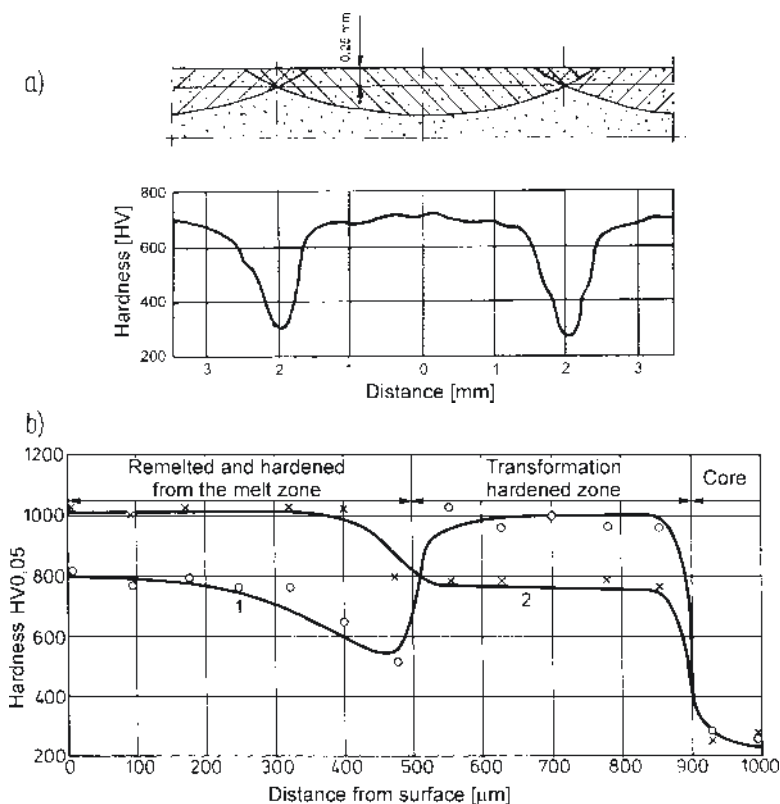 a)
0.25 mm
Hardness [HV]
800
600
400
200
3 2 1 0 1 2 3
Distance [mm]
b)
Hardness HV0,05
1200
1000
800
600
400
200
Remelted and hardened
from the melt zone
Transformation
hardened zone
Core
1
2
0 100 200 300 400 500 600 700 800 900 1000
Distance from surface [μm]